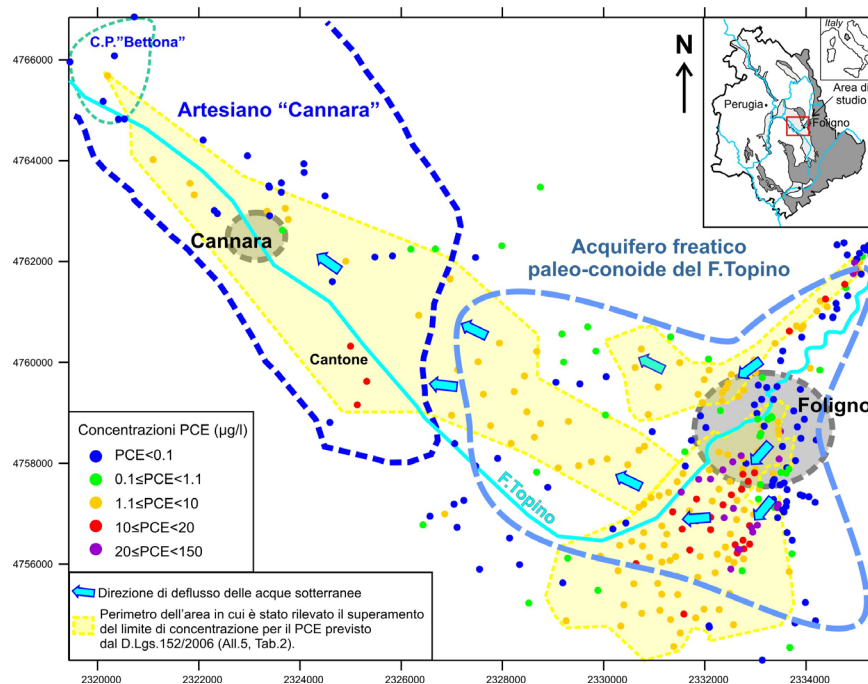 4766000
4764000
4762000
4760000
4758000
4756000
C.P."Bettona"
Artesiano "Cannara"
N
Italy
Perugia
Area di
studio
Foligno
Acquifero freatico
paleo-conoide del F.Topino
Cannara
Cantone
Foligno
F.Topino
Concentrazioni PCE (µg/l)
PCE<0.1
0.1≤PCE<1.1
1.1≤PCE<10
10≤PCE<20
20≤PCE<150
Direzione di deflusso delle acque sotterranee
Perimetro dell'area in cui è stato rilevato il superamento
del limite di concentrazione per il PCE previsto
dal D.Lgs.152/2006 (All.5, Tab.2).
2320000 2322000 2324000 2326000 2328000 2330000 2332000 2334000